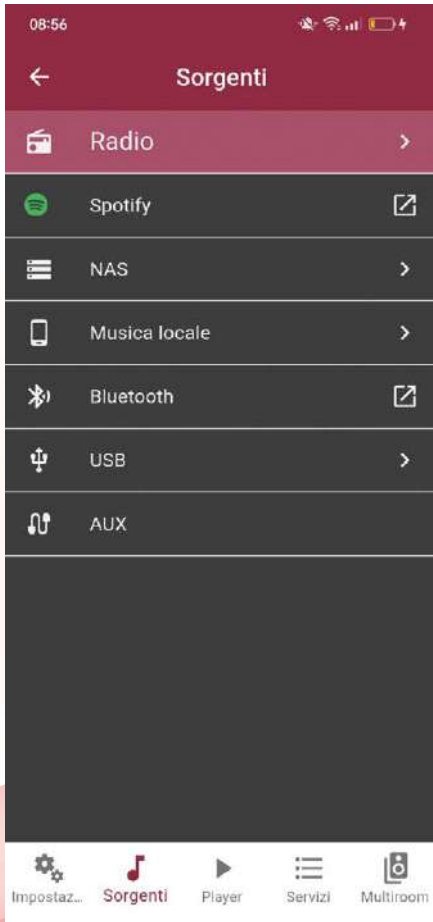 08:56
Sorgenti
Radio
Spotify
NAS
Musica locale
Bluetooth
USB
AUX
Impostaz... Sorgenti Player Servizi Multiroom